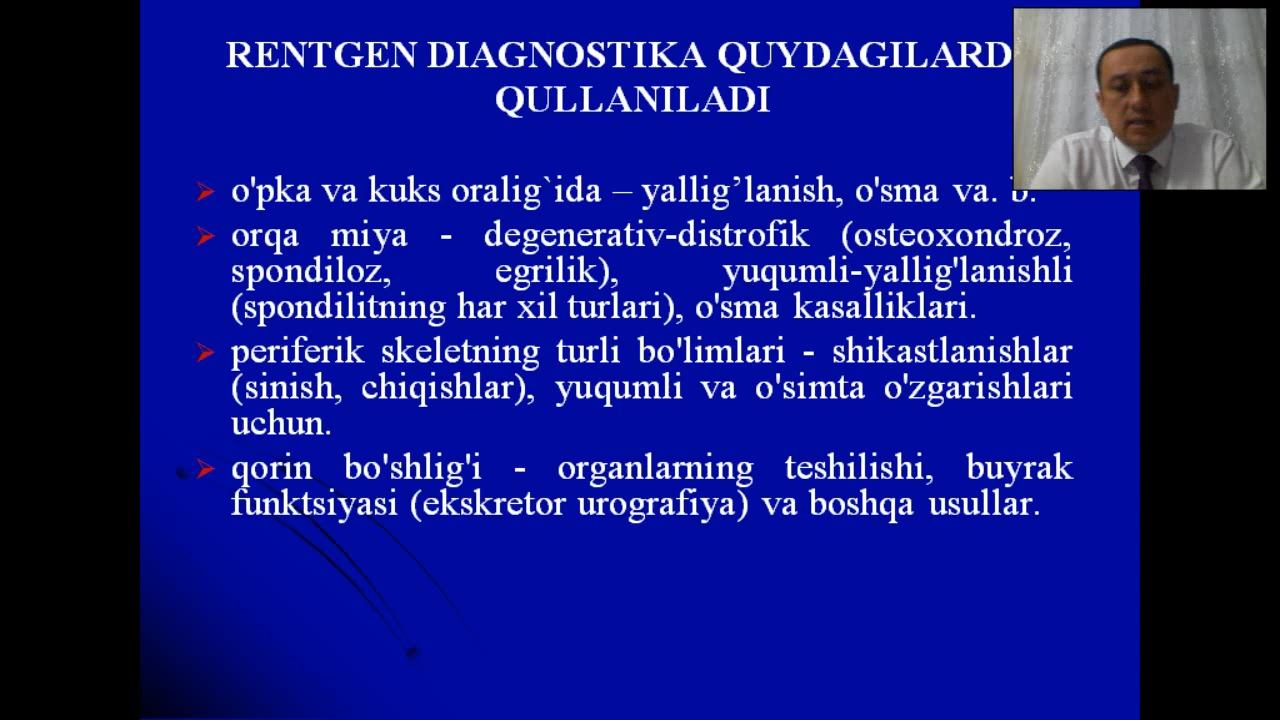 RENTGEN DIAGNOSTIKA QUYDAGILARD
QULLANILADI
o'pka va kuks oralig`ida – yallig’lanish, o'sma va. b.
orqa miya - degenerativ-distrofik (osteoxondroz,
spondiloz, egrilik), yuqumli-yallig'lanishli
(spondilitning har xil turlari), o'sma kasalliklari.
periferik skeletning turli bo'limlari - shikastlanishlar
(sinish, chiqishlar), yuqumli va o'simta o'zgarishlari
uchun.
qorin bo'shlig'i - organlarning teshilishi, buyrak
funktsiyasi (ekskretor urografiya) va boshqa usullar.